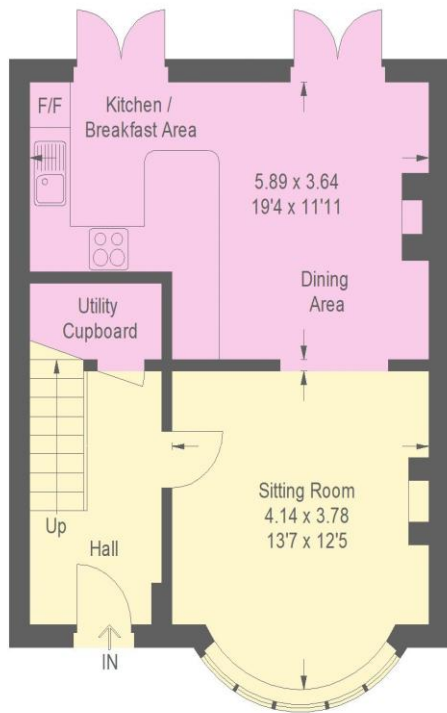 F/F
Kitchen /
Breakfast Area
5.89 x 3.64
19'4 x 11'11
Dining
Area
Utility
Cupboard
Sitting Room
4.14 x 3.78
13'7 x 12'5
Up
Hall
IN